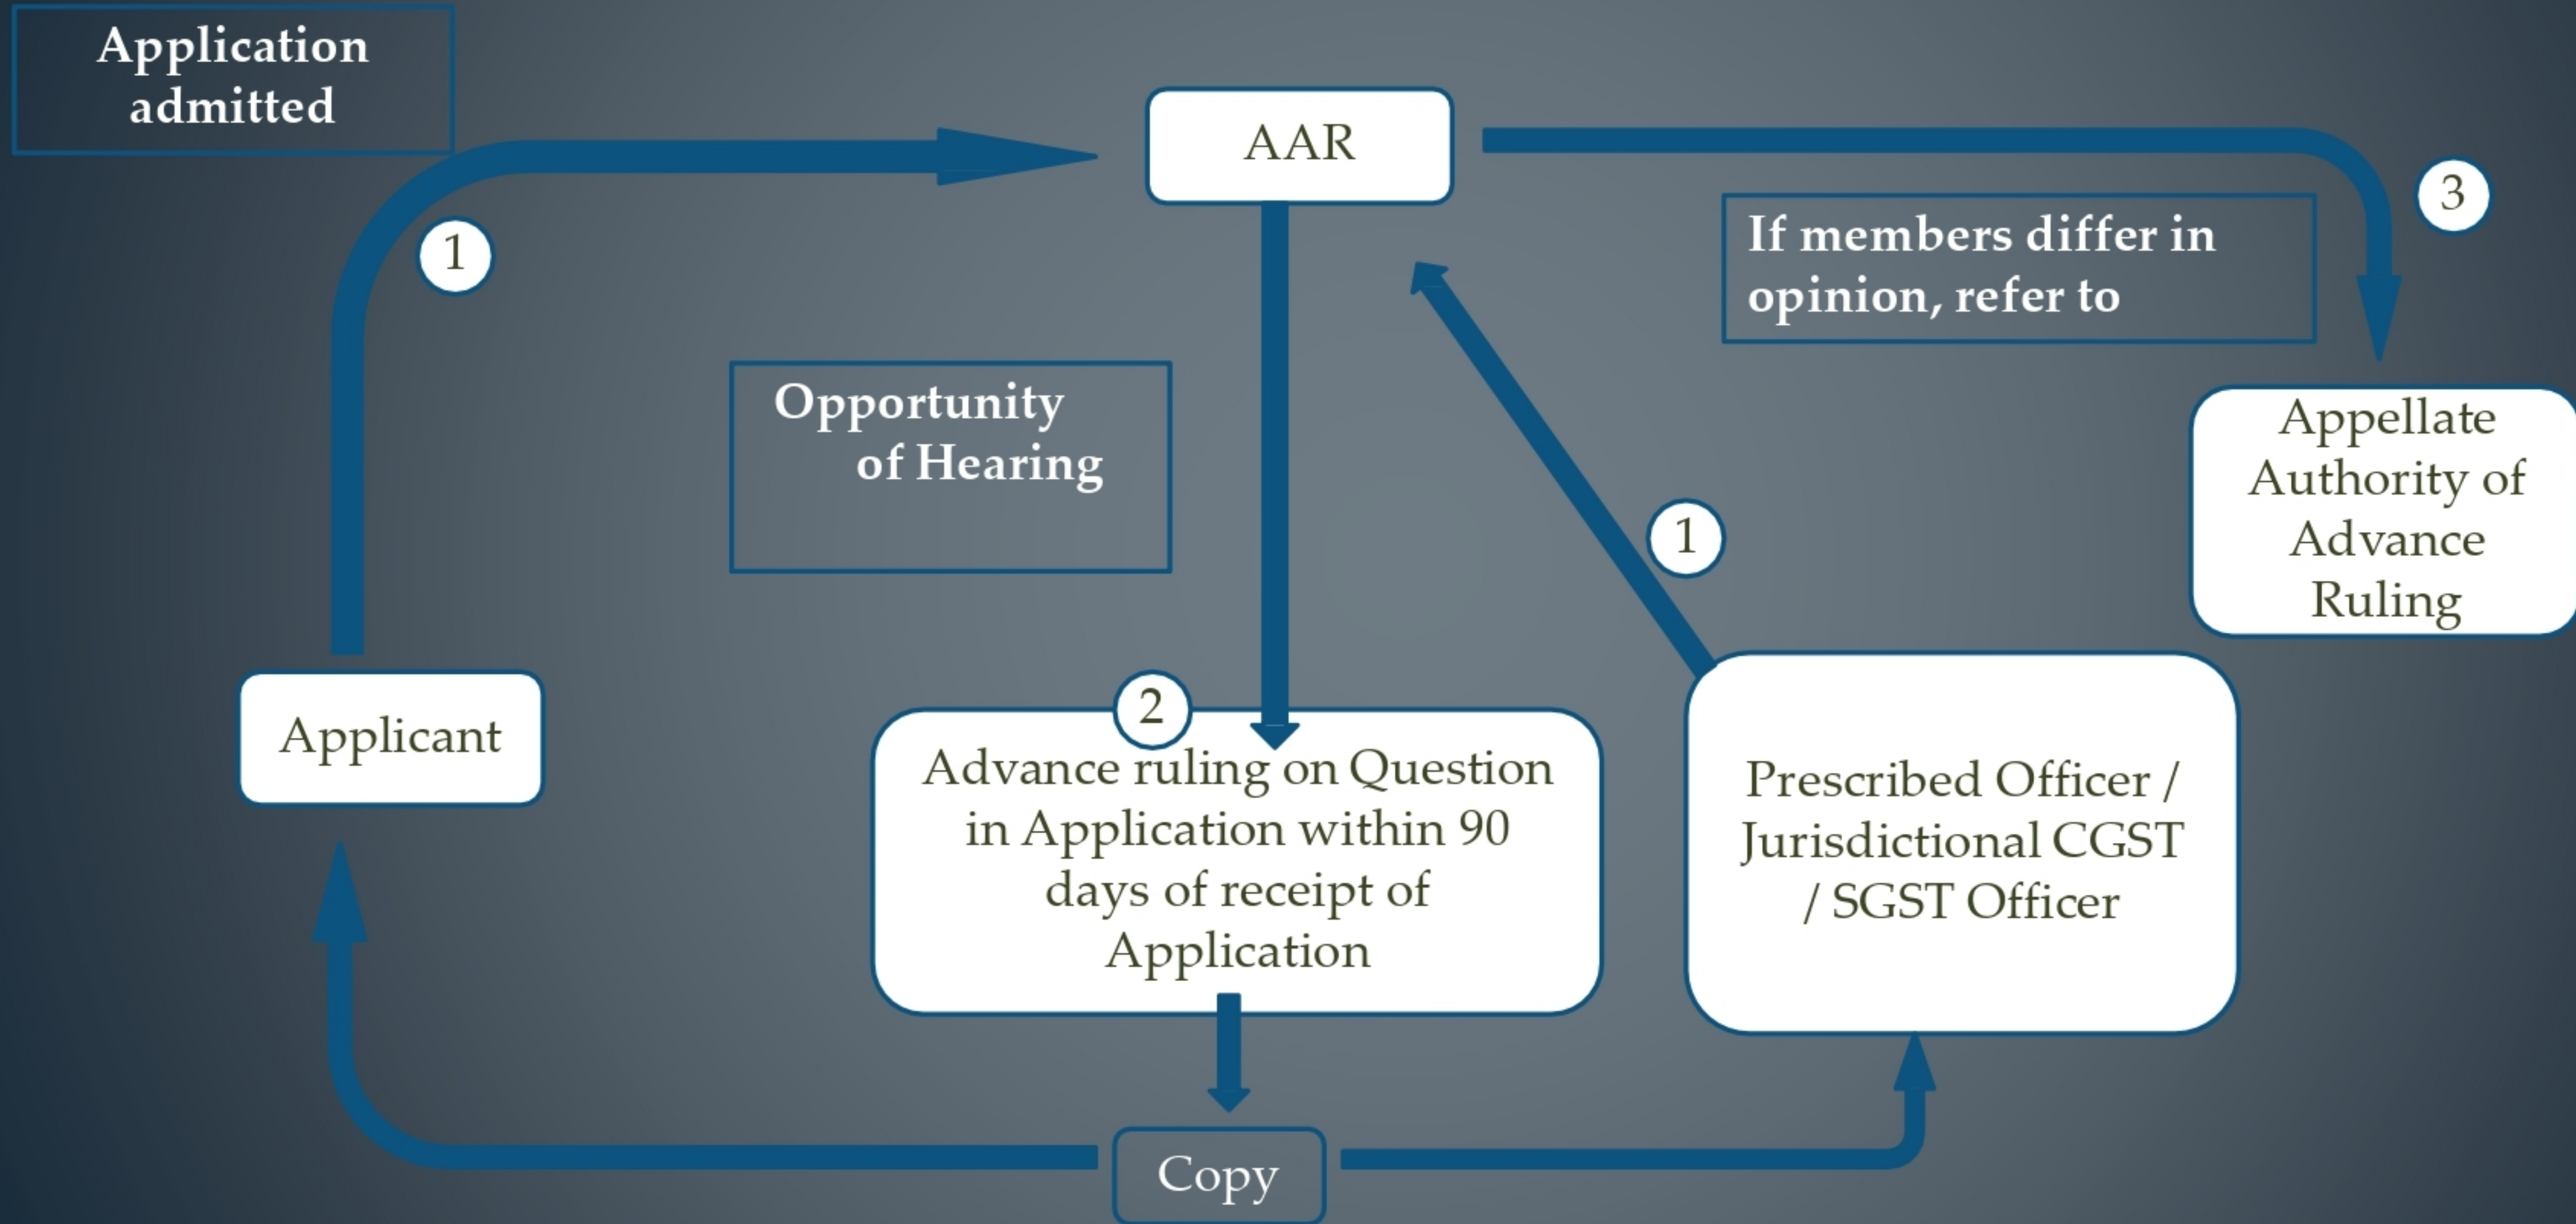 Application
admitted
AAR
1
3
If members differ in
opinion, refer to
Opportunity
of Hearing
Appellate
Authority of
Advance
Ruling
1
Applicant
2
Advance ruling on Question
in Application within 90
days of receipt of
Application
Prescribed Officer /
Jurisdictional CGST
/ SGST Officer
Copy